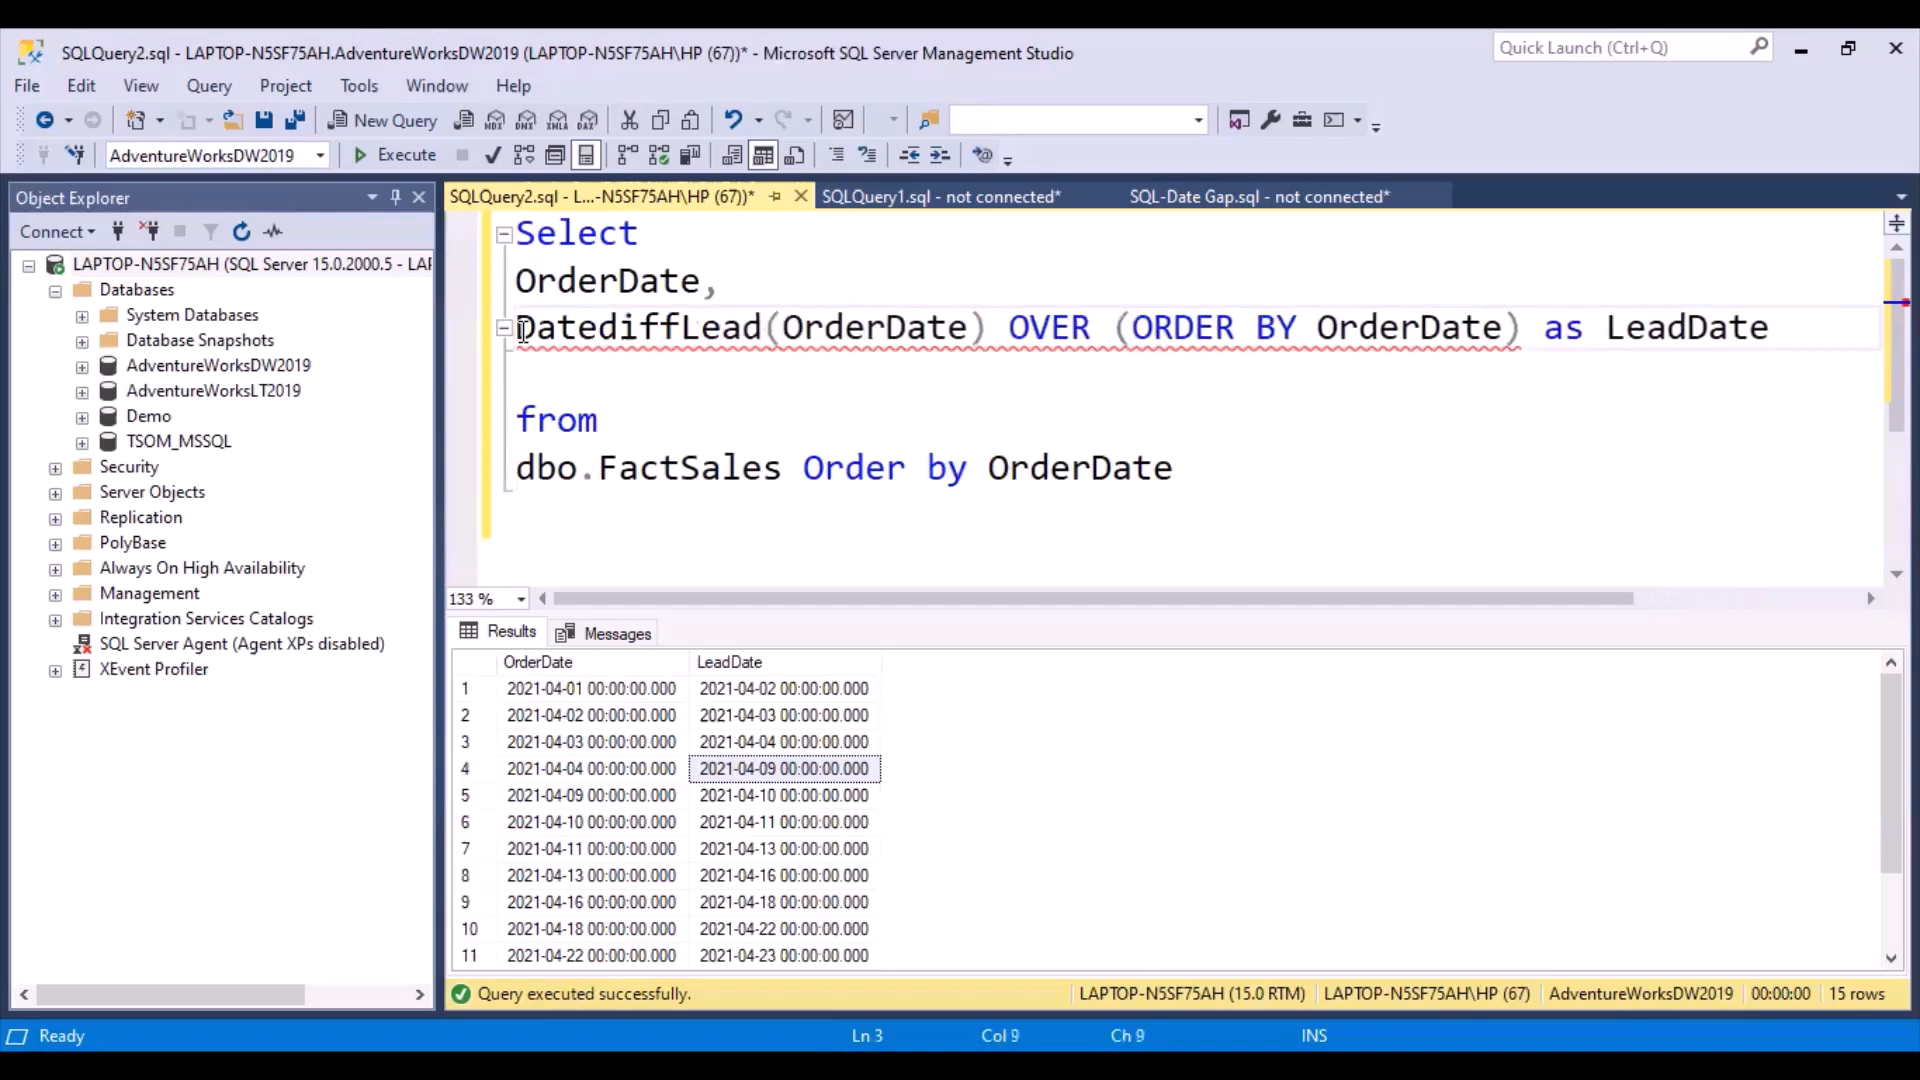 SQLQuery2.sql - LAPTOP-N5SF75AH.AdventureWorksDW2019 (LAPTOP-N5SF75AH\HP (67))* - Microsoft SQL Server Management Studio
Quick Launch (Ctrl+Q)
File Edit View Query Project Tools Window Help
New Query MDX DMX XMLA DAX
AdventureWorksDW2019 Execute
Object Explorer
SQLQuery2.sql - L...-N5SF75AH\HP (67))* SQLQuery1.sql - not connected* SQL-Date Gap.sql - not connected*
Connect
LAPTOP-N5SF75AH (SQL Server 15.0.2000.5 - LAP
Databases
System Databases
Database Snapshots
AdventureWorksDW2019
AdventureWorksLT2019
Demo
TSOM_MSSQL
Security
Server Objects
Replication
PolyBase
Always On High Availability
Management
Integration Services Catalogs
SQL Server Agent (Agent XPs disabled)
XEvent Profiler
Select
OrderDate,
DatediffLead(OrderDate) OVER (ORDER BY OrderDate) as LeadDate
from
dbo.FactSales Order by OrderDate
133 %
Results Messages
OrderDate LeadDate
1 2021-04-01 00:00:00.000 2021-04-02 00:00:00.000
2 2021-04-02 00:00:00.000 2021-04-03 00:00:00.000
3 2021-04-03 00:00:00.000 2021-04-04 00:00:00.000
4 2021-04-04 00:00:00.000 2021-04-09 00:00:00.000
5 2021-04-09 00:00:00.000 2021-04-10 00:00:00.000
6 2021-04-10 00:00:00.000 2021-04-11 00:00:00.000
7 2021-04-11 00:00:00.000 2021-04-13 00:00:00.000
8 2021-04-13 00:00:00.000 2021-04-16 00:00:00.000
9 2021-04-16 00:00:00.000 2021-04-18 00:00:00.000
10 2021-04-18 00:00:00.000 2021-04-22 00:00:00.000
11 2021-04-22 00:00:00.000 2021-04-23 00:00:00.000
Query executed successfully. LAPTOP-N5SF75AH (15.0 RTM) LAPTOP-N5SF75AH\HP (67) AdventureWorksDW2019 00:00:00 15 rows
Ready Ln 3 Col 9 Ch 9 INS